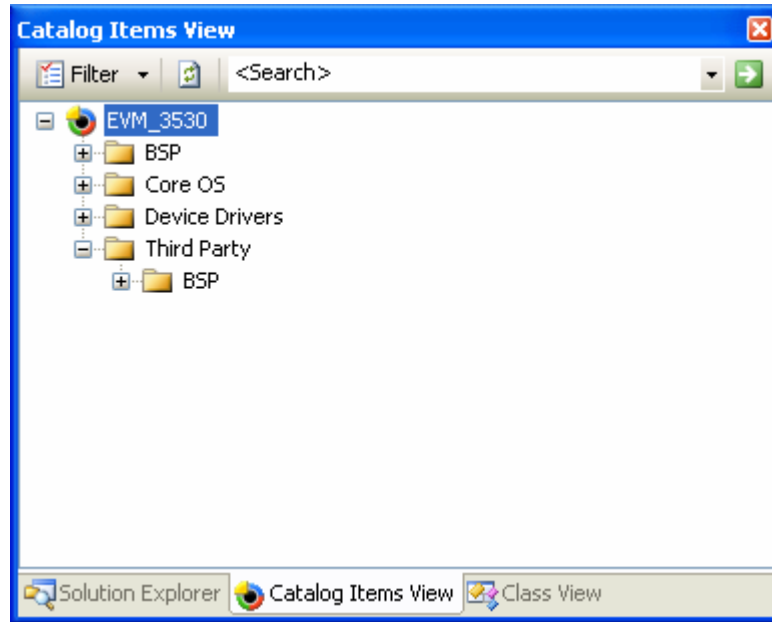 Catalog Items View
Filter <Search>
EVM_3530
BSP
Core OS
Device Drivers
Third Party
BSP
Solution Explorer Catalog Items View Class View